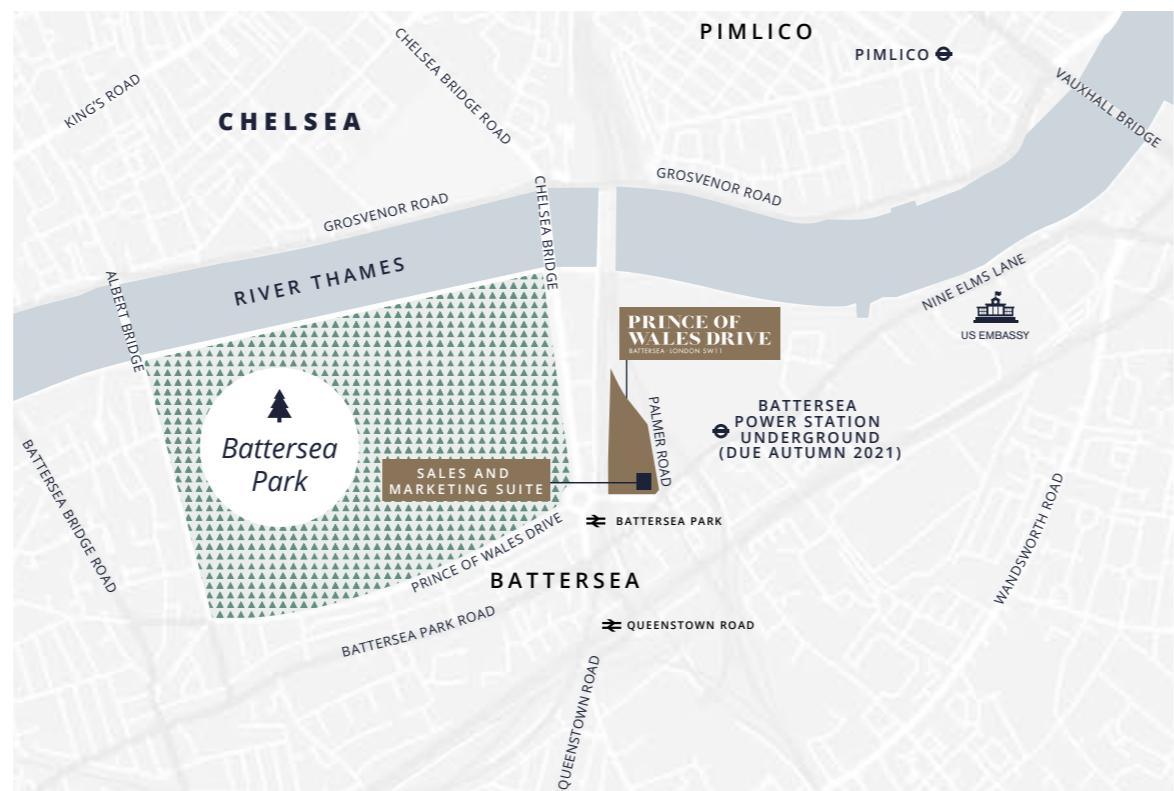 PIMLICO
PIMLICO
CHELSEA BRIDGE ROAD
KING'S ROAD
VAUXHALL BRIDGE
CHELSEA
GROSVENOR ROAD
GROSVENOR ROAD
CHELSEA BRIDGE
RIVER THAMES
ALBERT BRIDGE
NINE ELMS LANE
US EMBASSY
PRINCE OF
WALES DRIVE
BATTERSEA · LONDON SW11
PALMER ROAD
BATTERSEA
POWER STATION
UNDERGROUND
(DUE AUTUMN 2021)
Battersea
Park
SALES AND
MARKETING SUITE
BATTERSEA BRIDGE ROAD
WANDSWORTH ROAD
BATTERSEA PARK
PRINCE OF WALES DRIVE
BATTERSEA
BATTERSEA PARK ROAD
QUEENSTOWN ROAD
QUEENSTOWN ROAD